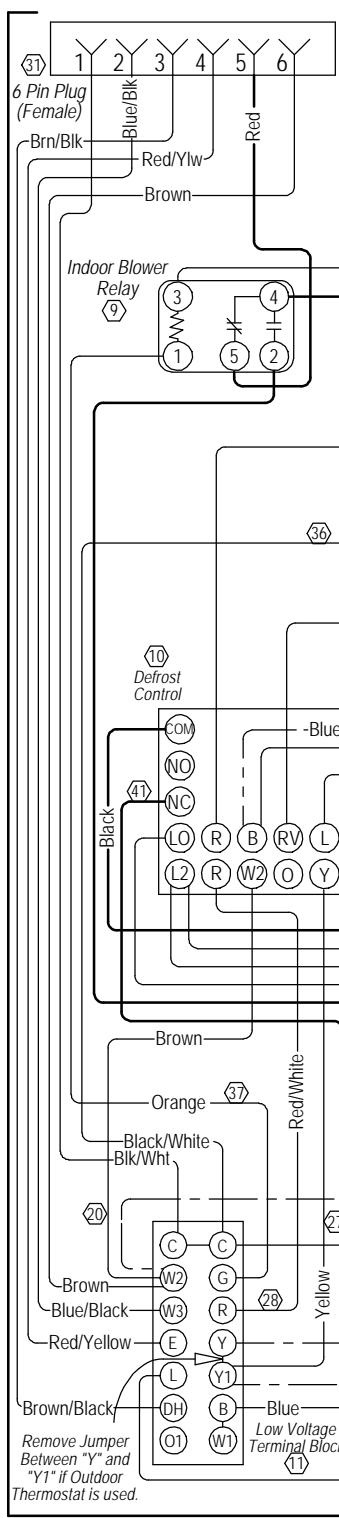 1 2 3 4 5 6
31
6 Pin Plug
(Female)
Blue/Blk
Red
Brn/Blk
Red/Ylw
Brown
Indoor Blower
Relay
9
3 4
1 5 2
36
10
Defrost
Control
COM
-Blue
NO
41
NC
Black
LO R B RV L
L2 R W2 O Y
Brown
Red/White
Orange
37
Black/White
Blk/Wht
20
27
C C
W2 G
Brown
Blue/Black
W3 R
28
Yellow
Red/Yellow
E Y
L Y1
Brown/Black
DH B
Blue
O1 W1
Low Voltage
Terminal Block
11
Remove Jumper
Between "Y" and
"Y1" if Outdoor
Thermostat is used.